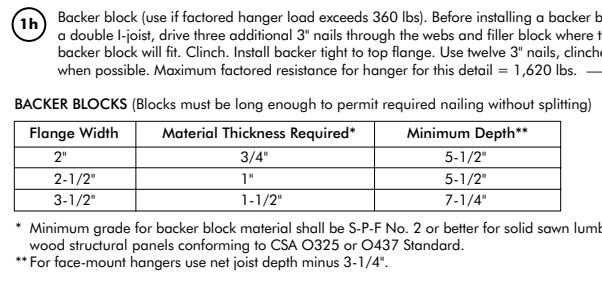 1h Backer block (use if factored hanger load exceeds 360 lbs). Before installing a backer b
a double I-joist, drive three additional 3" nails through the webs and filler block where t
backer block will fit. Clinch. Install backer tight to top flange. Use twelve 3" nails, clinche
when possible. Maximum factored resistance for hanger for this detail = 1,620 lbs. —
BACKER BLOCKS (Blocks must be long enough to permit required nailing without splitting)
Flange Width Material Thickness Required* Minimum Depth**
2" 3/4" 5-1/2"
2-1/2" 1" 5-1/2"
3-1/2" 1-1/2" 7-1/4"
* Minimum grade for backer block material shall be S-P-F No. 2 or better for solid sawn lumb
wood structural panels conforming to CSA O325 or O437 Standard.
** For face-mount hangers use net joist depth minus 3-1/4".